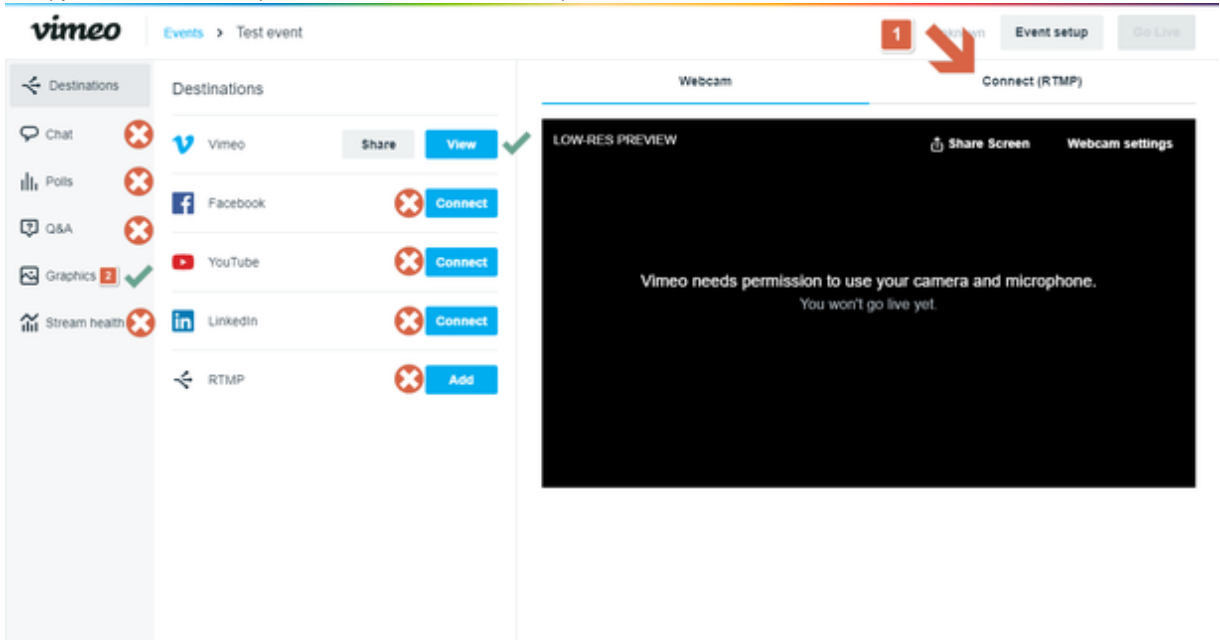 vimeo
Events > Test event
1
Event setup
Go Live
Destinations
Chat
Polls
Q&A
Graphics 2
Stream health
Destinations
Vimeo Share View
Facebook Connect
YouTube Connect
LinkedIn Connect
RTMP Add
Webcam Connect (RTMP)
LOW-RES PREVIEW Share Screen Webcam settings
Vimeo needs permission to use your camera and microphone.
You won't go live yet.